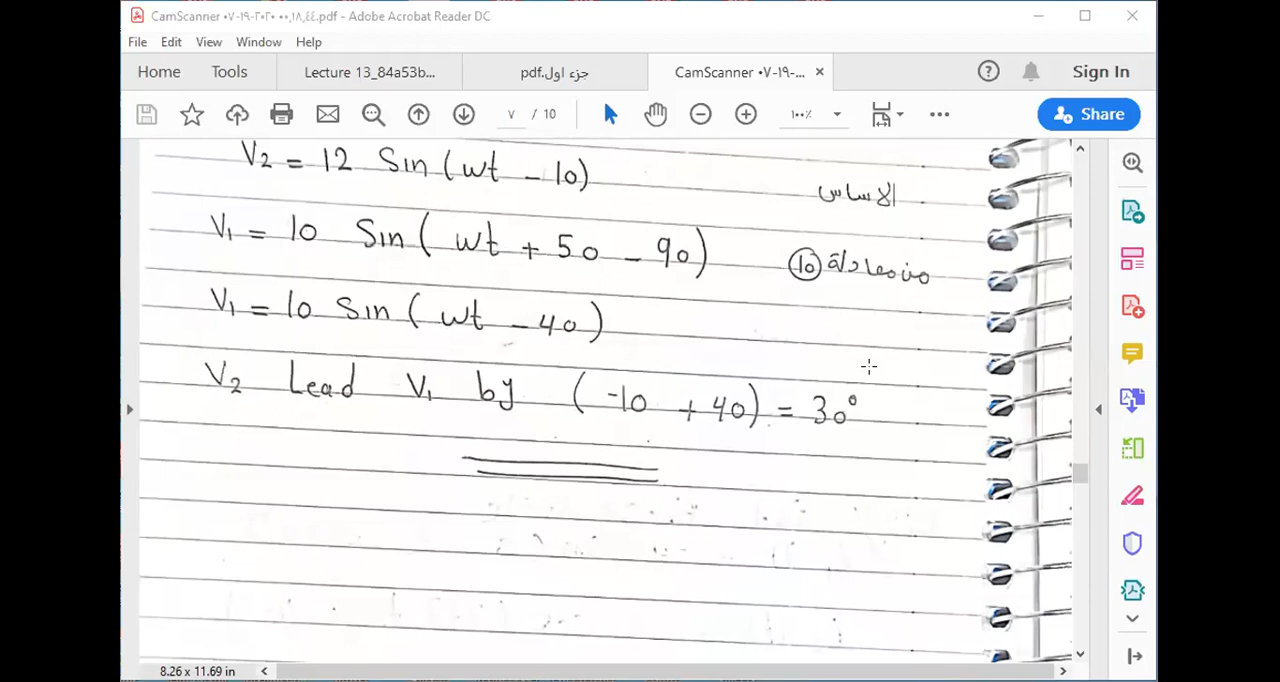 CamScanner ٠٧-١٩-٢٠٢٠ ٠٠,١٨,٤٤.pdf - Adobe Acrobat Reader DC
File Edit View Window Help
Home Tools Lecture 13_84a53b... جزء اول.pdf CamScanner ٠٧-١٩-... × Sign In
٧ / 10 ١٠٠٪ Share
V2 = 12 Sin (wt - 10)
الاساس
V1 = 10 Sin ( wt + 50 - 90)
من معادلة 10
V1 = 10 Sin ( wt - 40 )
V2 Lead V1 by ( -10 + 40) = 30°
8.26 x 11.69 in